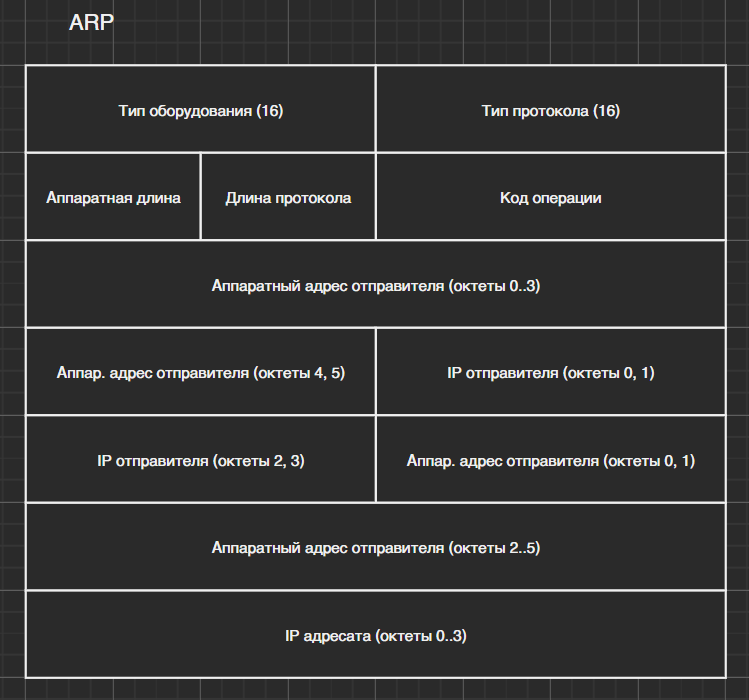 ARP
Тип оборудования (16)
Тип протокола (16)
Аппаратная длина
Длина протокола
Код операции
Аппаратный адрес отправителя (октеты 0..3)
Аппар. адрес отправителя (октеты 4, 5)
IP отправителя (октеты 0, 1)
IP отправителя (октеты 2, 3)
Аппар. адрес отправителя (октеты 0, 1)
Аппаратный адрес отправителя (октеты 2..5)
IP адресата (октеты 0..3)